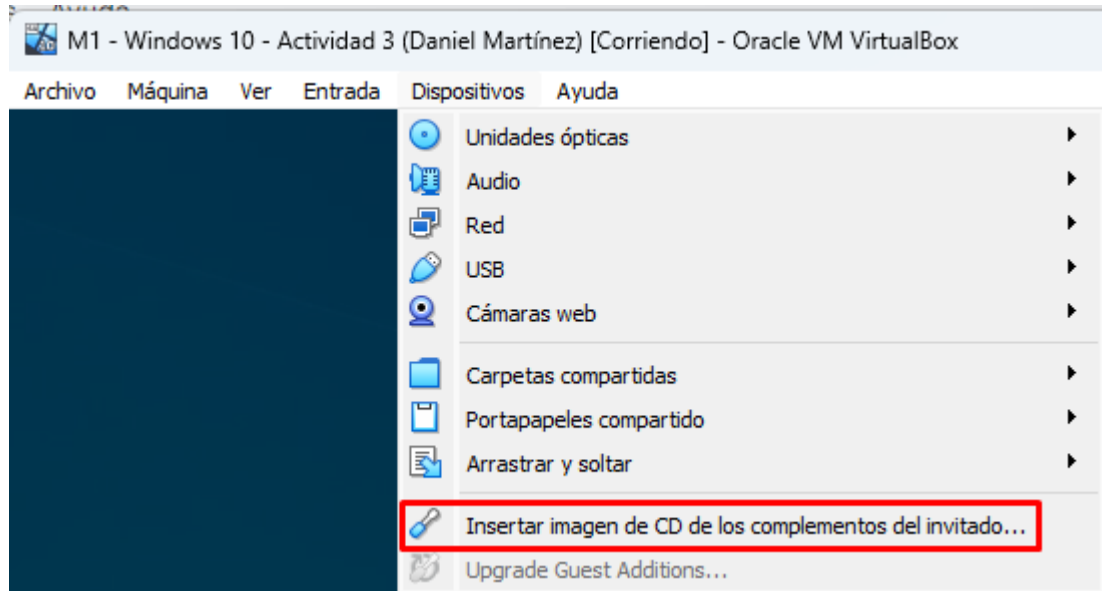 M1 - Windows 10 - Actividad 3 (Daniel Martínez) [Corriendo] - Oracle VM VirtualBox
Archivo Máquina Ver Entrada Dispositivos Ayuda
Unidades ópticas
Audio
Red
USB
Cámaras web
Carpetas compartidas
Portapapeles compartido
Arrastrar y soltar
Insertar imagen de CD de los complementos del invitado...
Upgrade Guest Additions...